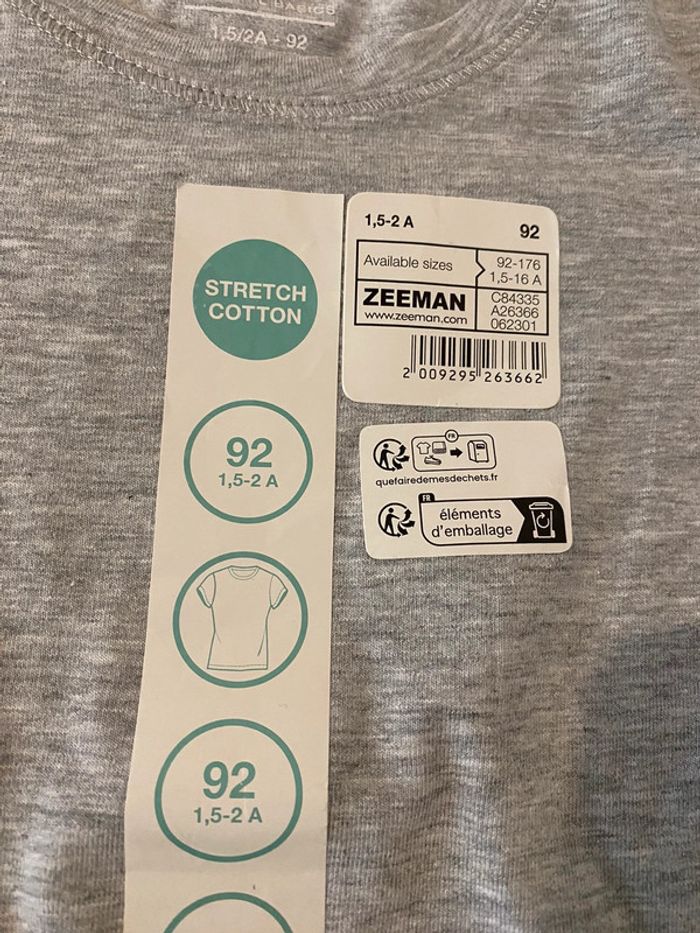 BASICS
1,5/2A - 92
STRETCH
COTTON
92
1,5-2 A
92
1,5-2 A
1,5-2 A
92
Available sizes
92-176
1,5-16 A
ZEEMAN
www.zeeman.com
C84335
A26366
062301
2 009295 263662
FR
quefairedemesdechets.fr
FR
éléments
d'emballage